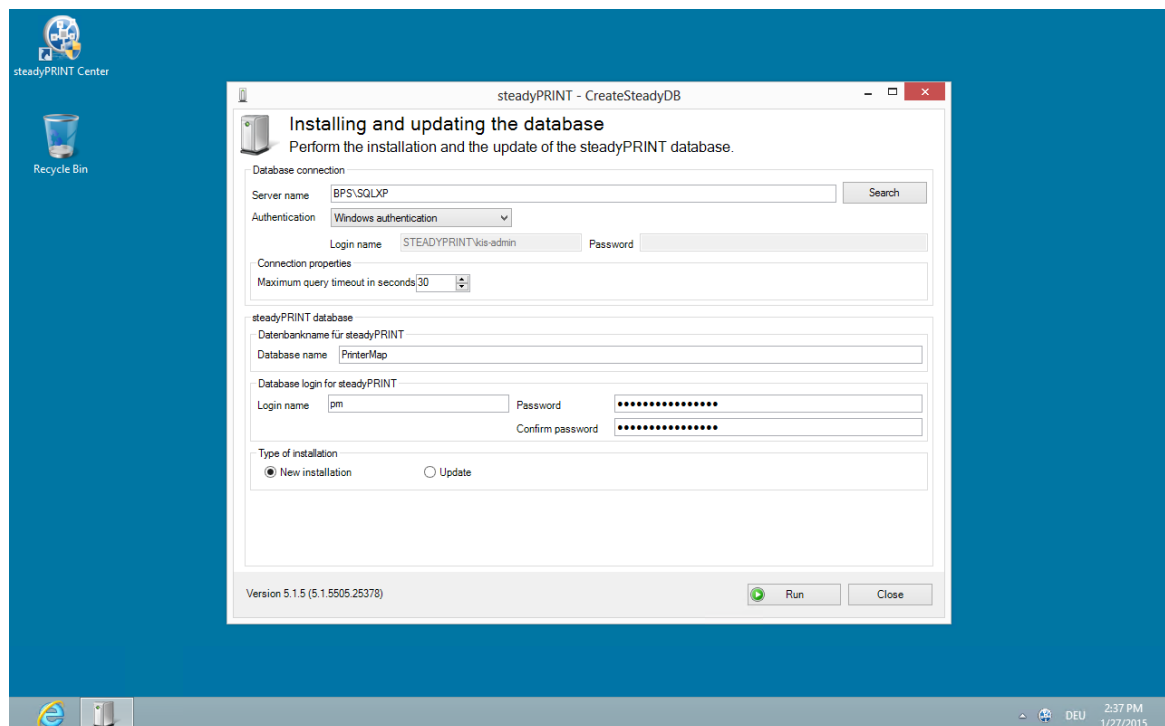 steadyPRINT Center
Recycle Bin
steadyPRINT - CreateSteadyDB
Installing and updating the database
Perform the installation and the update of the steadyPRINT database.
Database connection
Server name BPS\SQLXP Search
Authentication Windows authentication
Login name STEADYPRINT\kis-admin Password
Connection properties
Maximum query timeout in seconds 30
steadyPRINT database
Datenbankname für steadyPRINT
Database name PrinterMap
Database login for steadyPRINT
Login name pm Password ••••••••••••••••
Confirm password ••••••••••••••••
Type of installation
New installation Update
Version 5.1.5 (5.1.5505.25378) Run Close
DEU 2:37 PM
1/27/2015